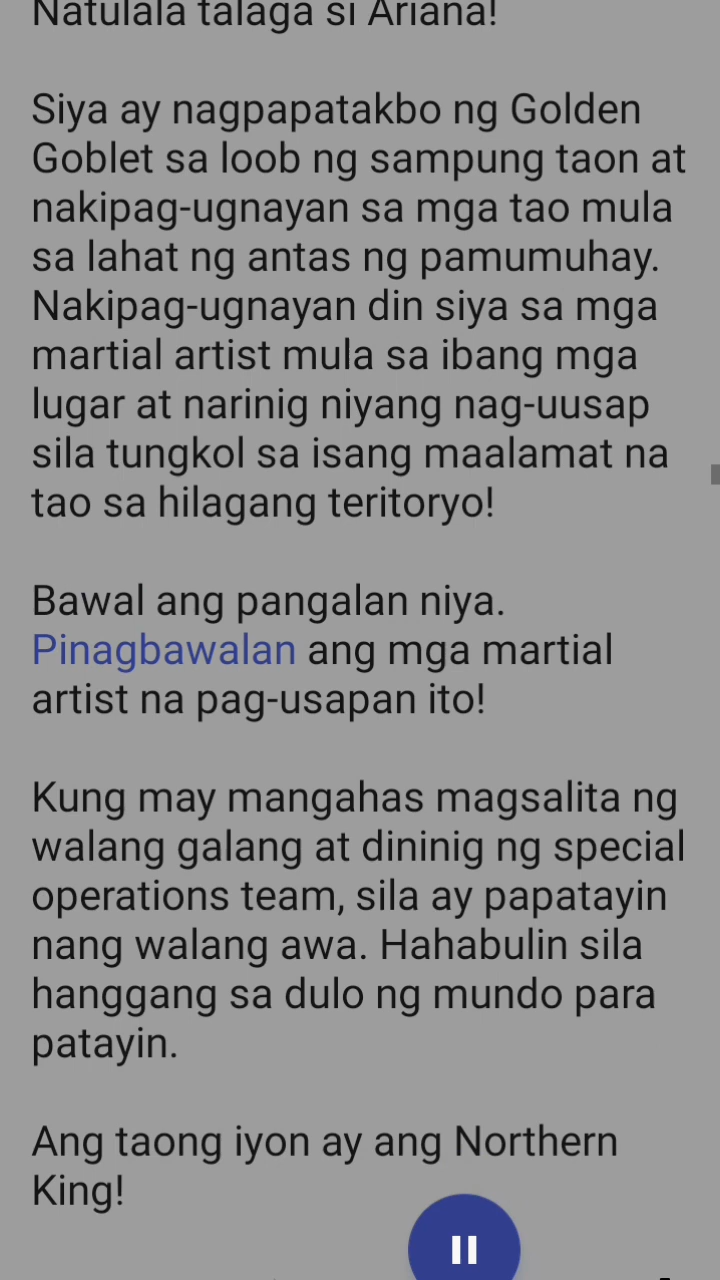 Natulala talaga si Ariana!
Siya ay nagpapatakbo ng Golden
Goblet sa loob ng sampung taon at
nakipag-ugnayan sa mga tao mula
sa lahat ng antas ng pamumuhay.
Nakipag-ugnayan din siya sa mga
martial artist mula sa ibang mga
lugar at narinig niyang nag-uusap
sila tungkol sa isang maalamat na
tao sa hilagang teritoryo!
Bawal ang pangalan niya.
Pinagbawalan ang mga martial
artist na pag-usapan ito!
Kung may mangahas magsalita ng
walang galang at dininig ng special
operations team, sila ay papatayin
nang walang awa. Hahabulin sila
hanggang sa dulo ng mundo para
patayin.
Ang taong iyon ay ang Northern
King!